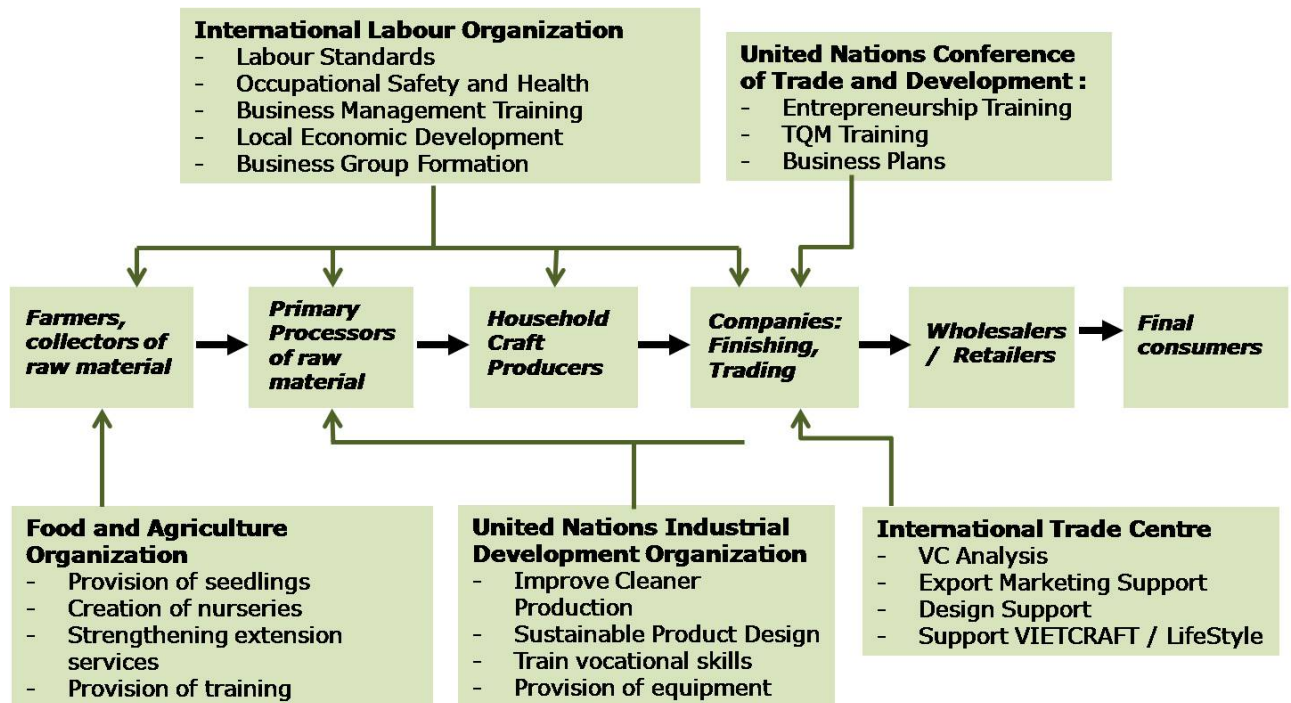 International Labour Organization
- Labour Standards
- Occupational Safety and Health
- Business Management Training
- Local Economic Development
- Business Group Formation
United Nations Conference
of Trade and Development :
- Entrepreneurship Training
- TQM Training
- Business Plans
Farmers,
collectors of
raw material
Primary
Processors
of raw
material
Household
Craft
Producers
Companies:
Finishing,
Trading
Wholesalers
/ Retailers
Final
consumers
Food and Agriculture
Organization
- Provision of seedlings
- Creation of nurseries
- Strengthening extension
services
- Provision of training
United Nations Industrial
Development Organization
- Improve Cleaner
Production
- Sustainable Product Design
- Train vocational skills
- Provision of equipment
International Trade Centre
- VC Analysis
- Export Marketing Support
- Design Support
- Support VIETCRAFT / LifeStyle